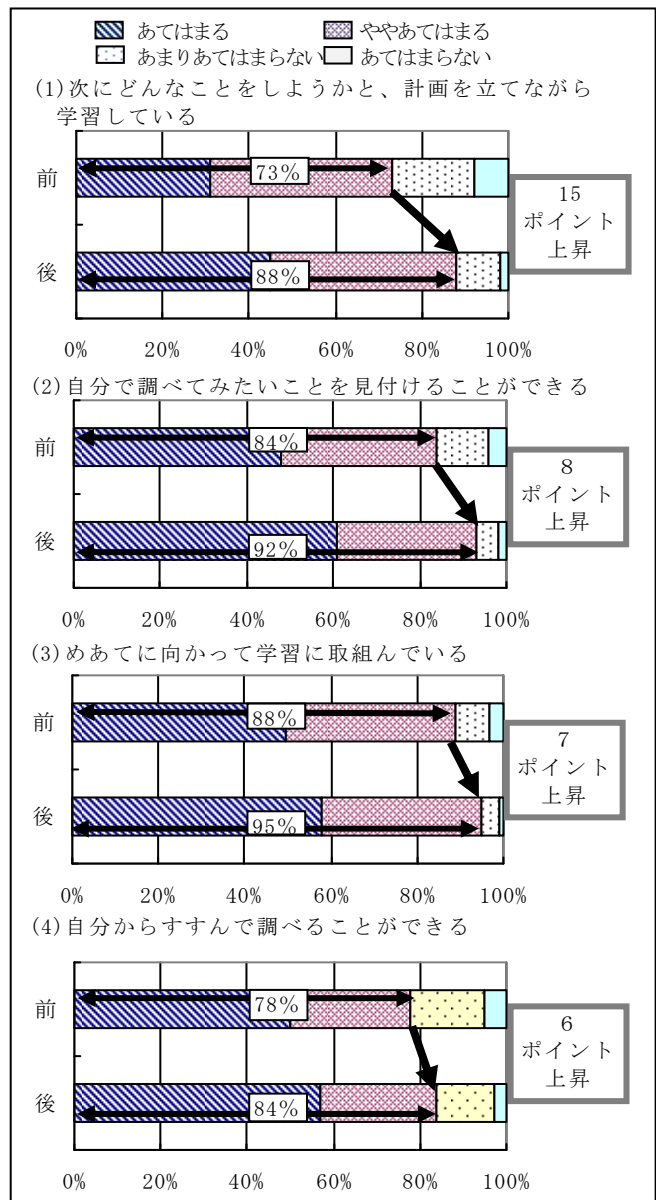 あてはまる ややあてはまる
あまりあてはまらない あてはまらない
(1)次にどんなことをしようかと、計画を立てながら
学習している
前
73%
15
ポイント
上昇
後
88%
0% 20% 40% 60% 80% 100%
(2)自分で調べてみたいことを見付けることができる
前
84%
8
ポイント
上昇
後
92%
0% 20% 40% 60% 80% 100%
(3)めあてに向かって学習に取組んでいる
前
88%
7
ポイント
上昇
後
95%
0% 20% 40% 60% 80% 100%
(4)自分からすすんで調べることができる
前
78%
6
ポイント
上昇
後
84%
0% 20% 40% 60% 80% 100%